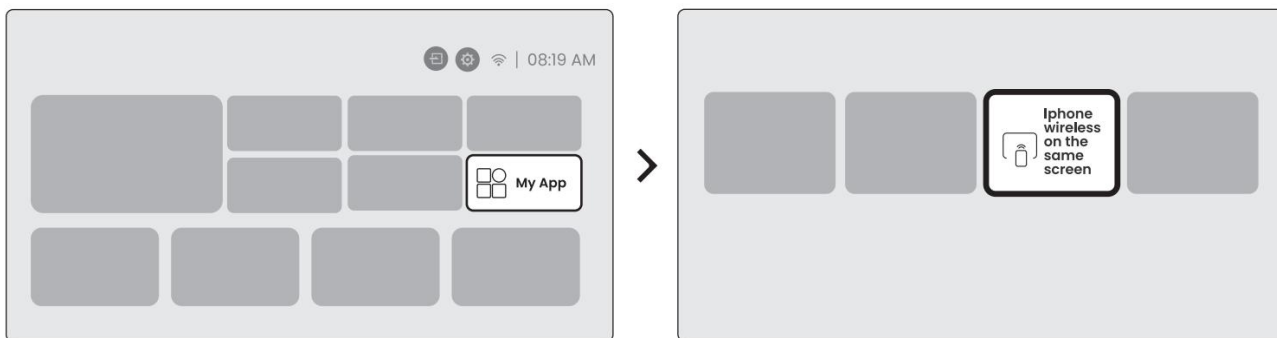 | 08:19 AM
My App
Iphone
wireless
on the
same
screen